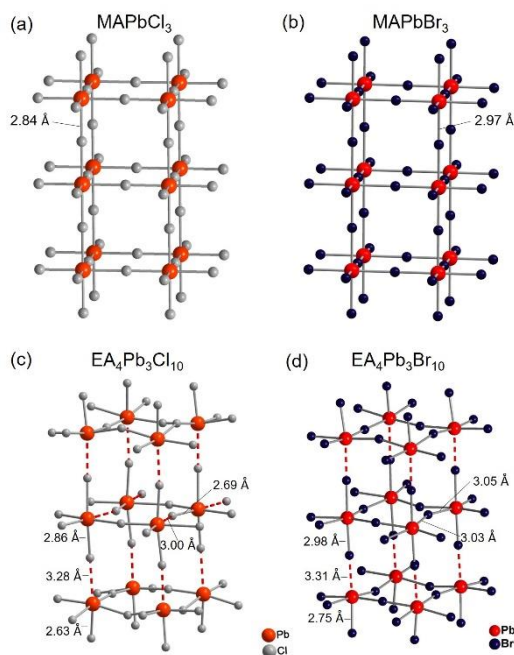 (a) MAPbCl3
(b) MAPbBr3
2.84 Å
2.97 Å
(c) EA4Pb3Cl10
(d) EA4Pb3Br10
2.69 Å
3.05 Å
2.86 Å
3.00 Å
2.98 Å
3.03 Å
3.28 Å
3.31 Å
2.63 Å
2.75 Å
Pb
Cl
Pb
Br